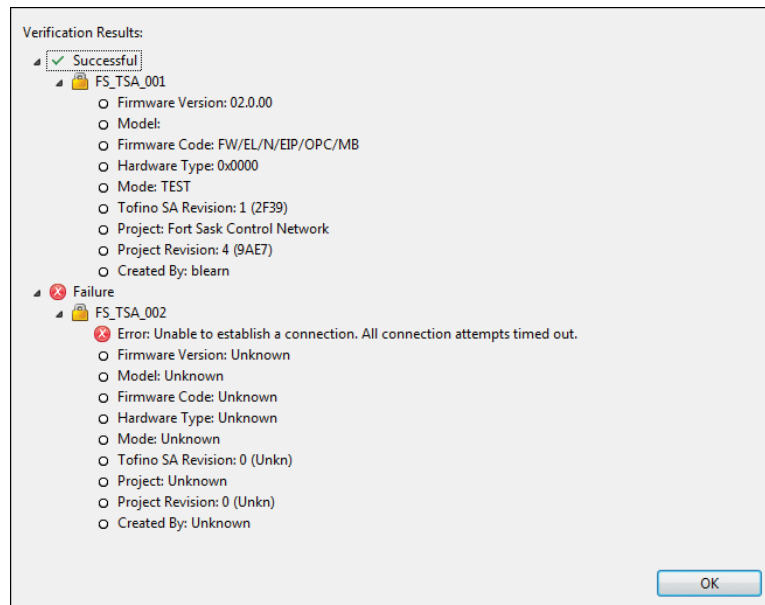 Verification Results:
Successful
FS_TSA_001
Firmware Version: 02.0.00
Model:
Firmware Code: FW/EL/N/EIP/OPC/MB
Hardware Type: 0x0000
Mode: TEST
Tofino SA Revision: 1 (2F39)
Project: Fort Sask Control Network
Project Revision: 4 (9AE7)
Created By: blearn
Failure
FS_TSA_002
Error: Unable to establish a connection. All connection attempts timed out.
Firmware Version: Unknown
Model: Unknown
Firmware Code: Unknown
Hardware Type: Unknown
Mode: Unknown
Tofino SA Revision: 0 (Unkn)
Project: Unknown
Project Revision: 0 (Unkn)
Created By: Unknown
OK